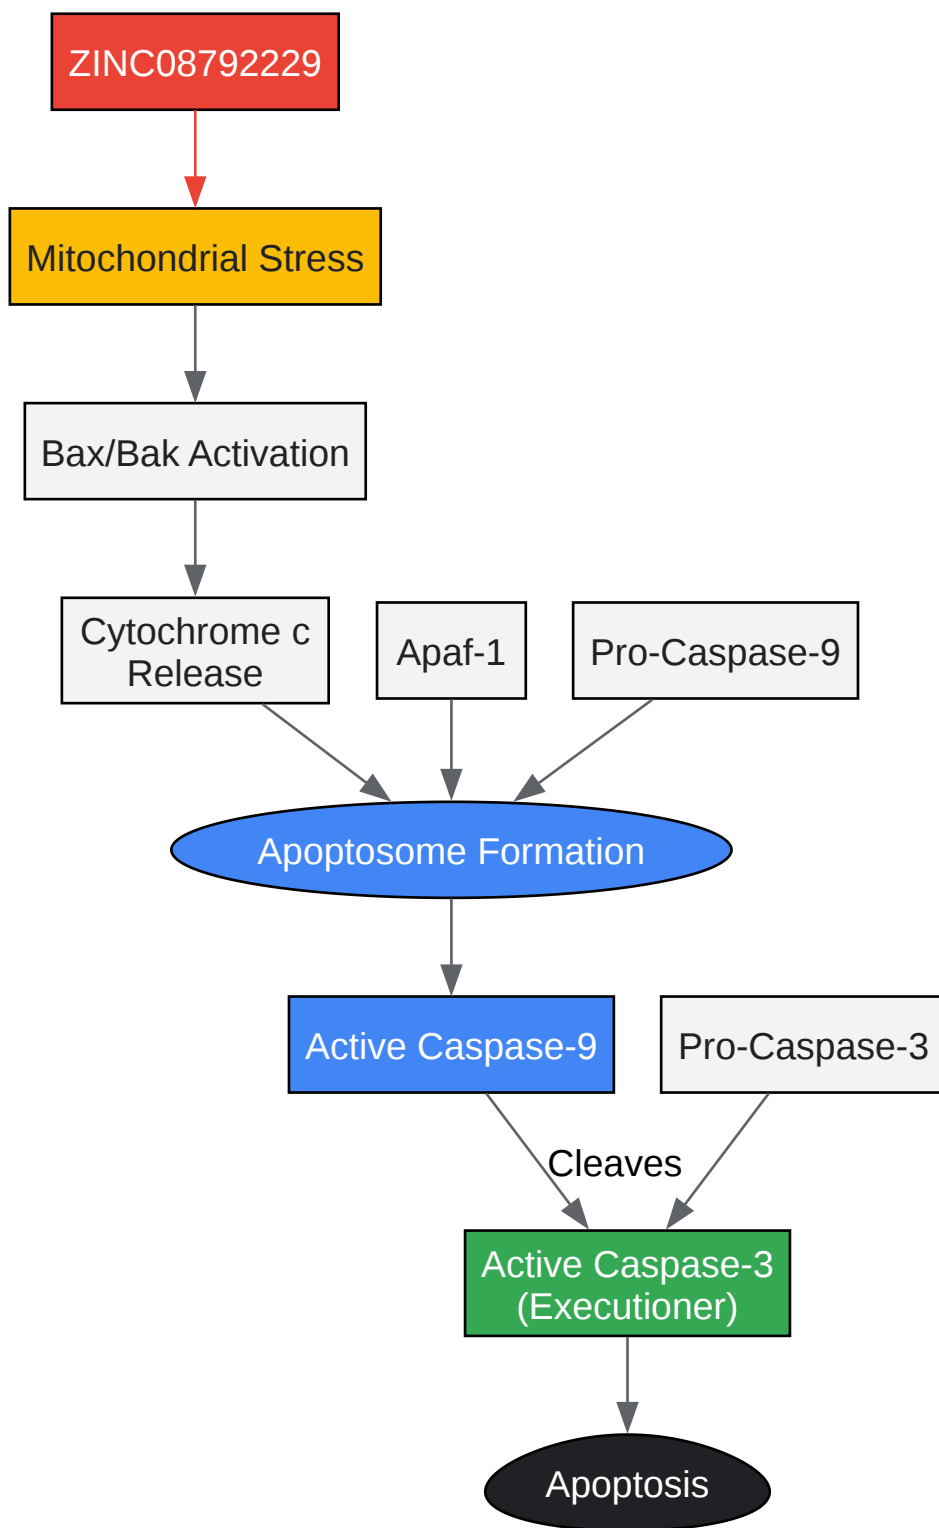 ZINC08792229
Mitochondrial Stress
Bax/Bak Activation
Cytochrome c
Release
Apaf-1
Pro-Caspase-9
Apoptosome Formation
Active Caspase-9
Pro-Caspase-3
Cleaves
Active Caspase-3
(Executioner)
Apoptosis